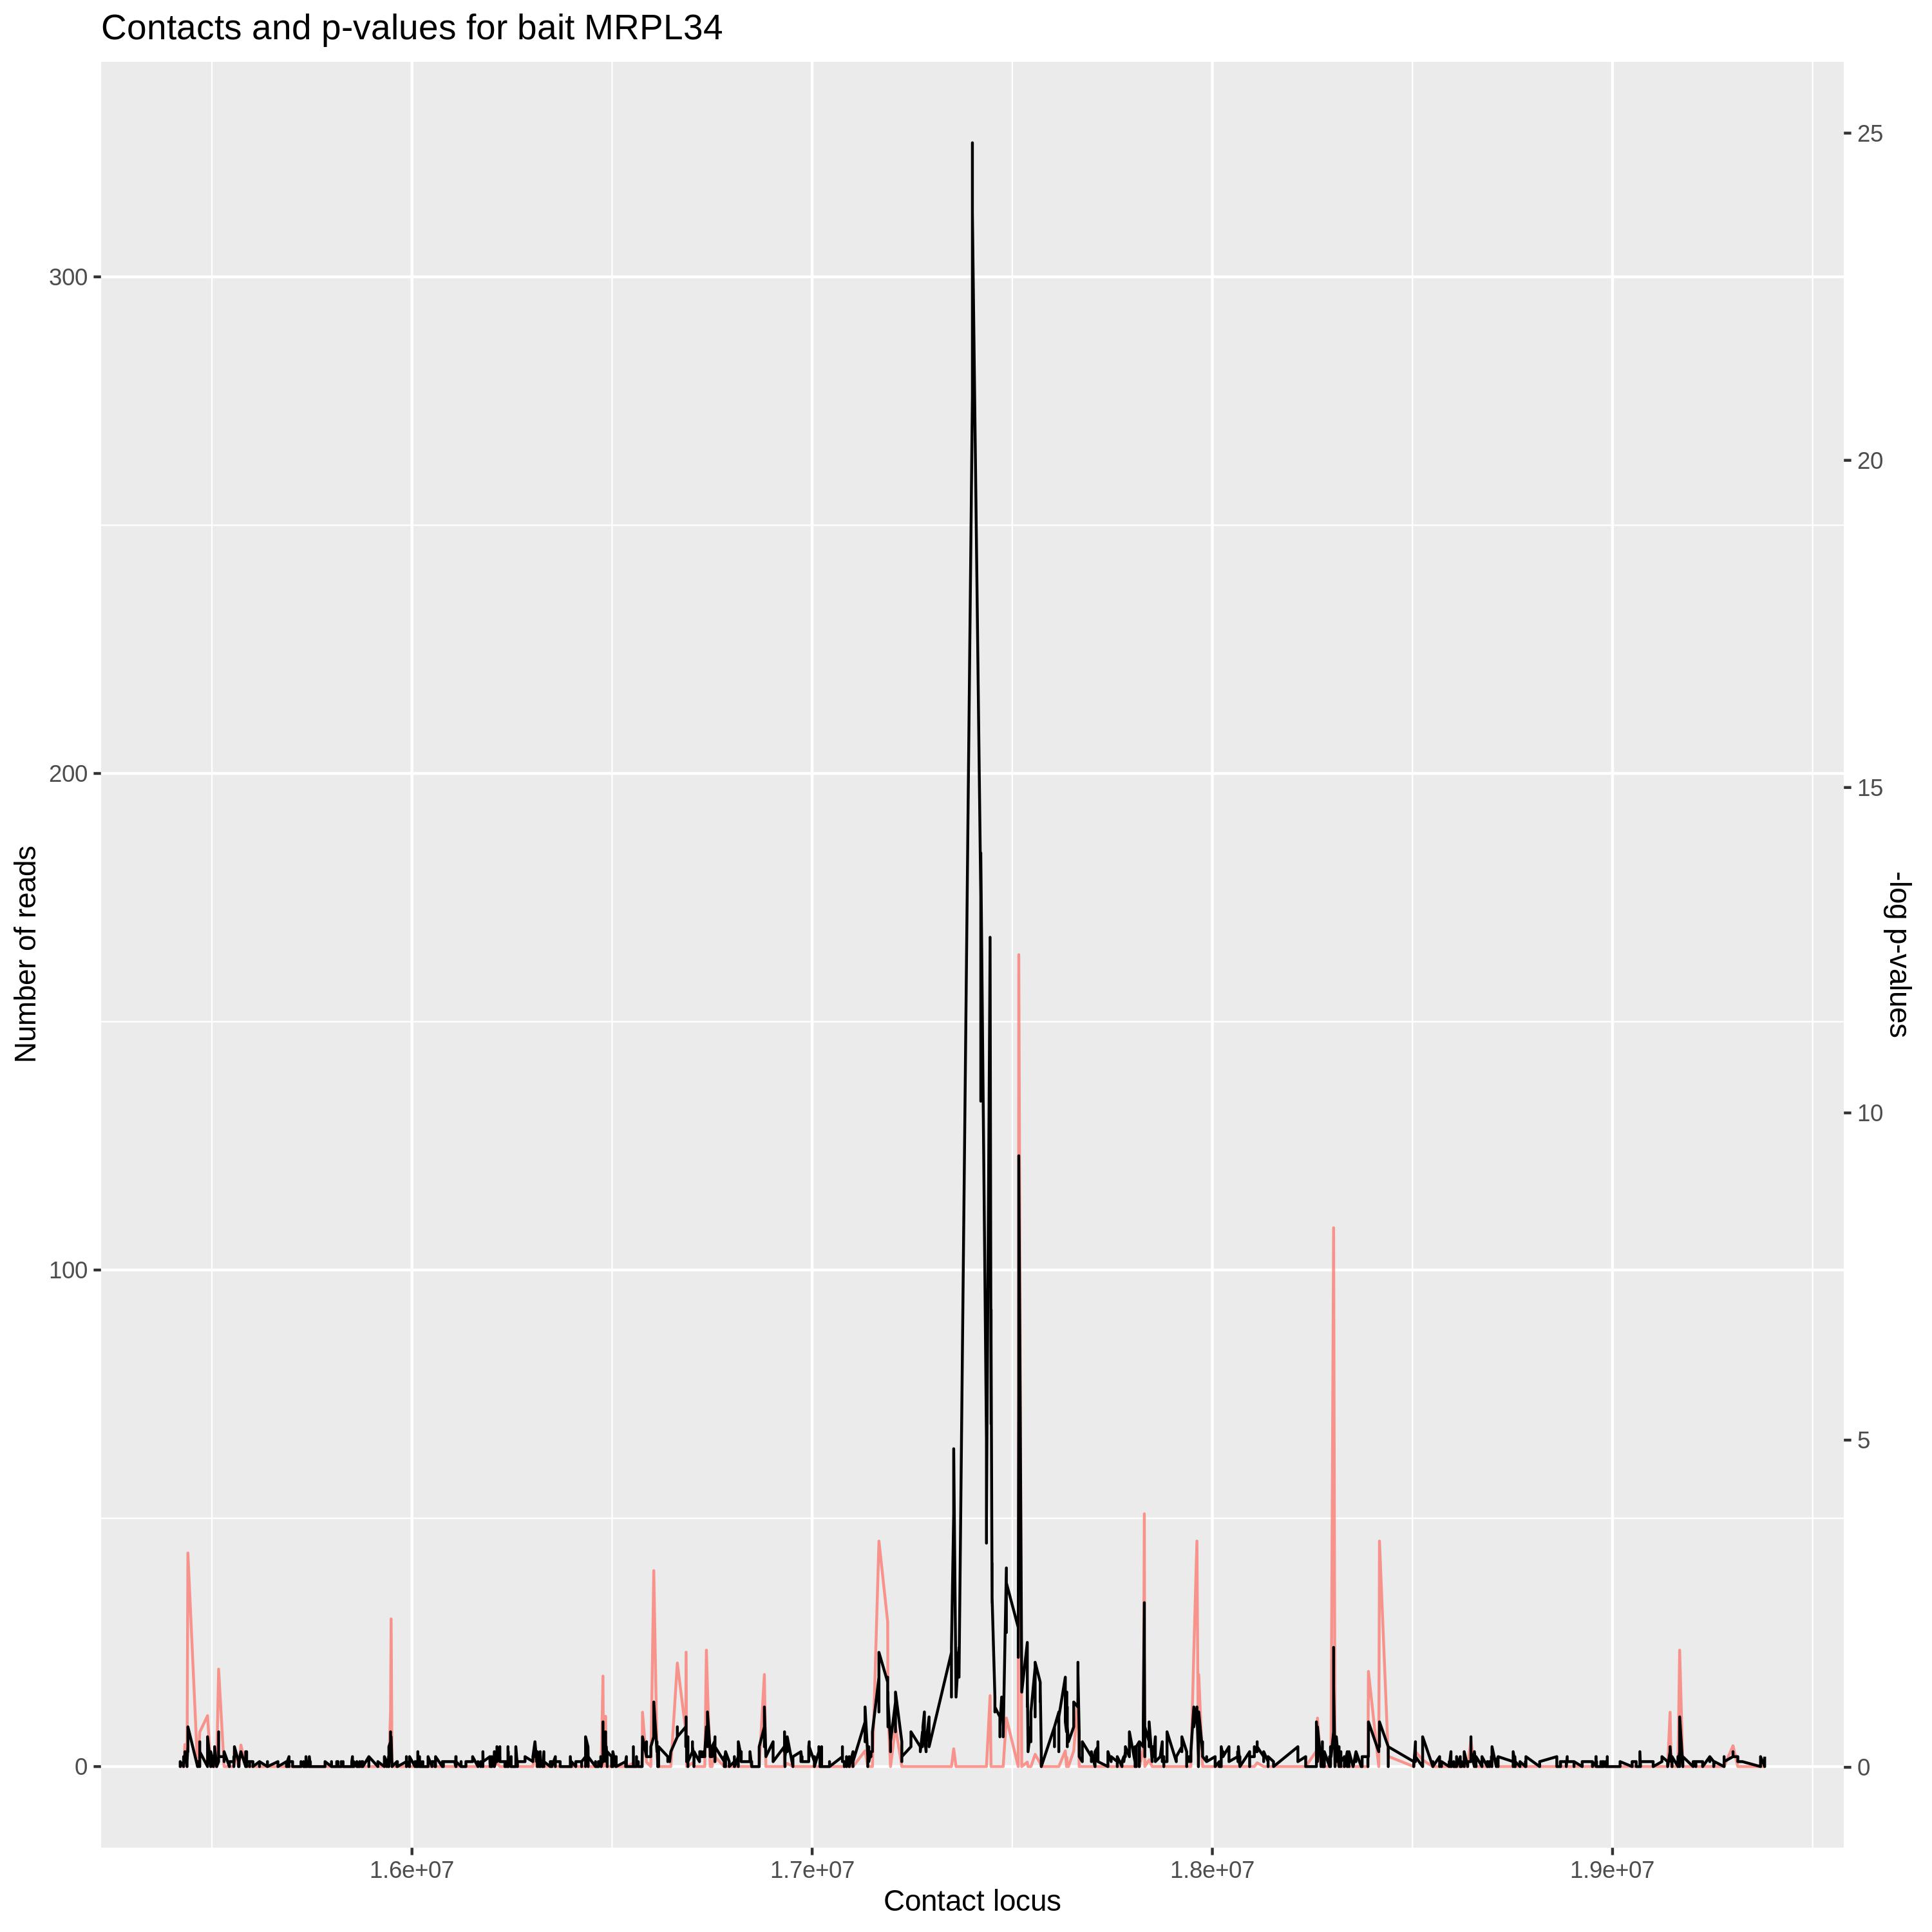 Contacts and p-values for bait MRPL34
300
200
100
0
25
20
15
10
5
0
Number of reads
-log p-values
1.6e+07
1.7e+07
1.8e+07
1.9e+07
Contact locus